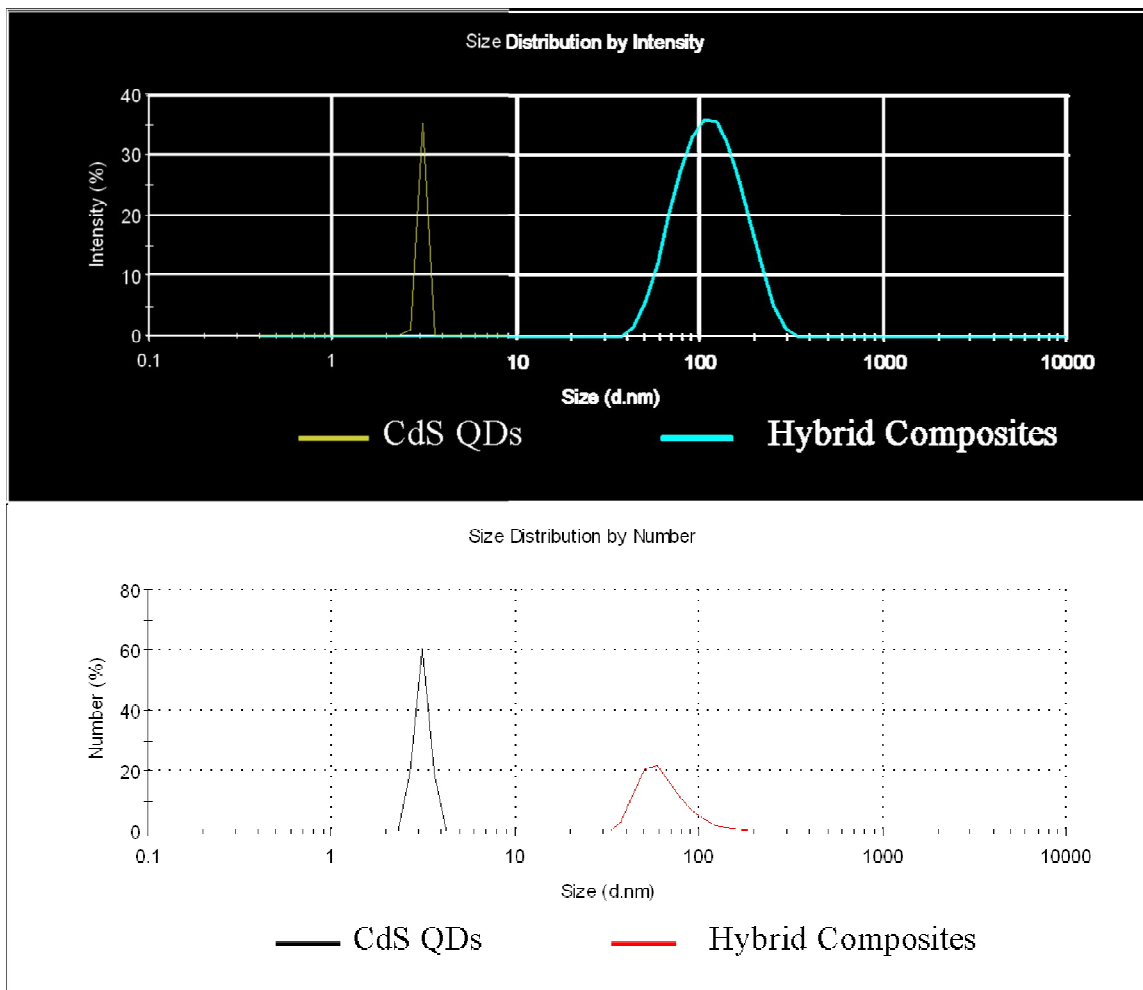 Size Distribution by Intensity
40
30
20
10
0
Intensity (%)
0.1 1 10 100 1000 10000
Size (d.nm)
CdS QDs Hybrid Composites
Size Distribution by Number
80
60
40
20
0
Number (%)
0.1 1 10 100 1000 10000
Size (d.nm)
CdS QDs Hybrid Composites